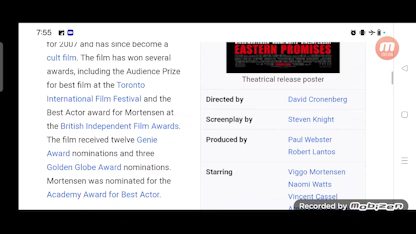 7:55
for 2007 and has since become a
cult film. The film has won several
awards, including the Audience Prize
for best film at the Toronto
International Film Festival and the
Best Actor award for Mortensen at
the British Independent Film Awards.
The film received twelve Genie
Award nominations and three
Golden Globe Award nominations.
Mortensen was nominated for the
Academy Award for Best Actor.
EASTERN PROMISES
Theatrical release poster
Directed by David Cronenberg
Screenplay by Steven Knight
Produced by Paul Webster
Robert Lantos
Starring Viggo Mortensen
Naomi Watts
Vincent Cassel
Recorded by mobizen